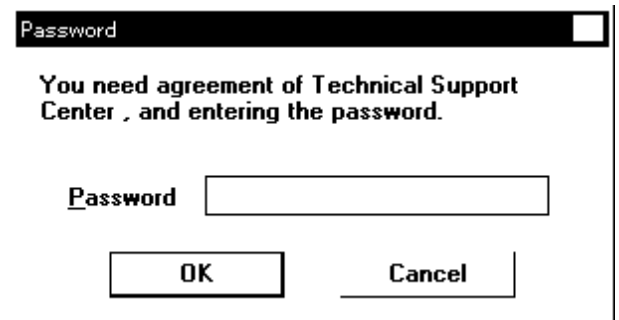 Password
You need agreement of Technical Support
Center , and entering the password.
Password
OK Cancel